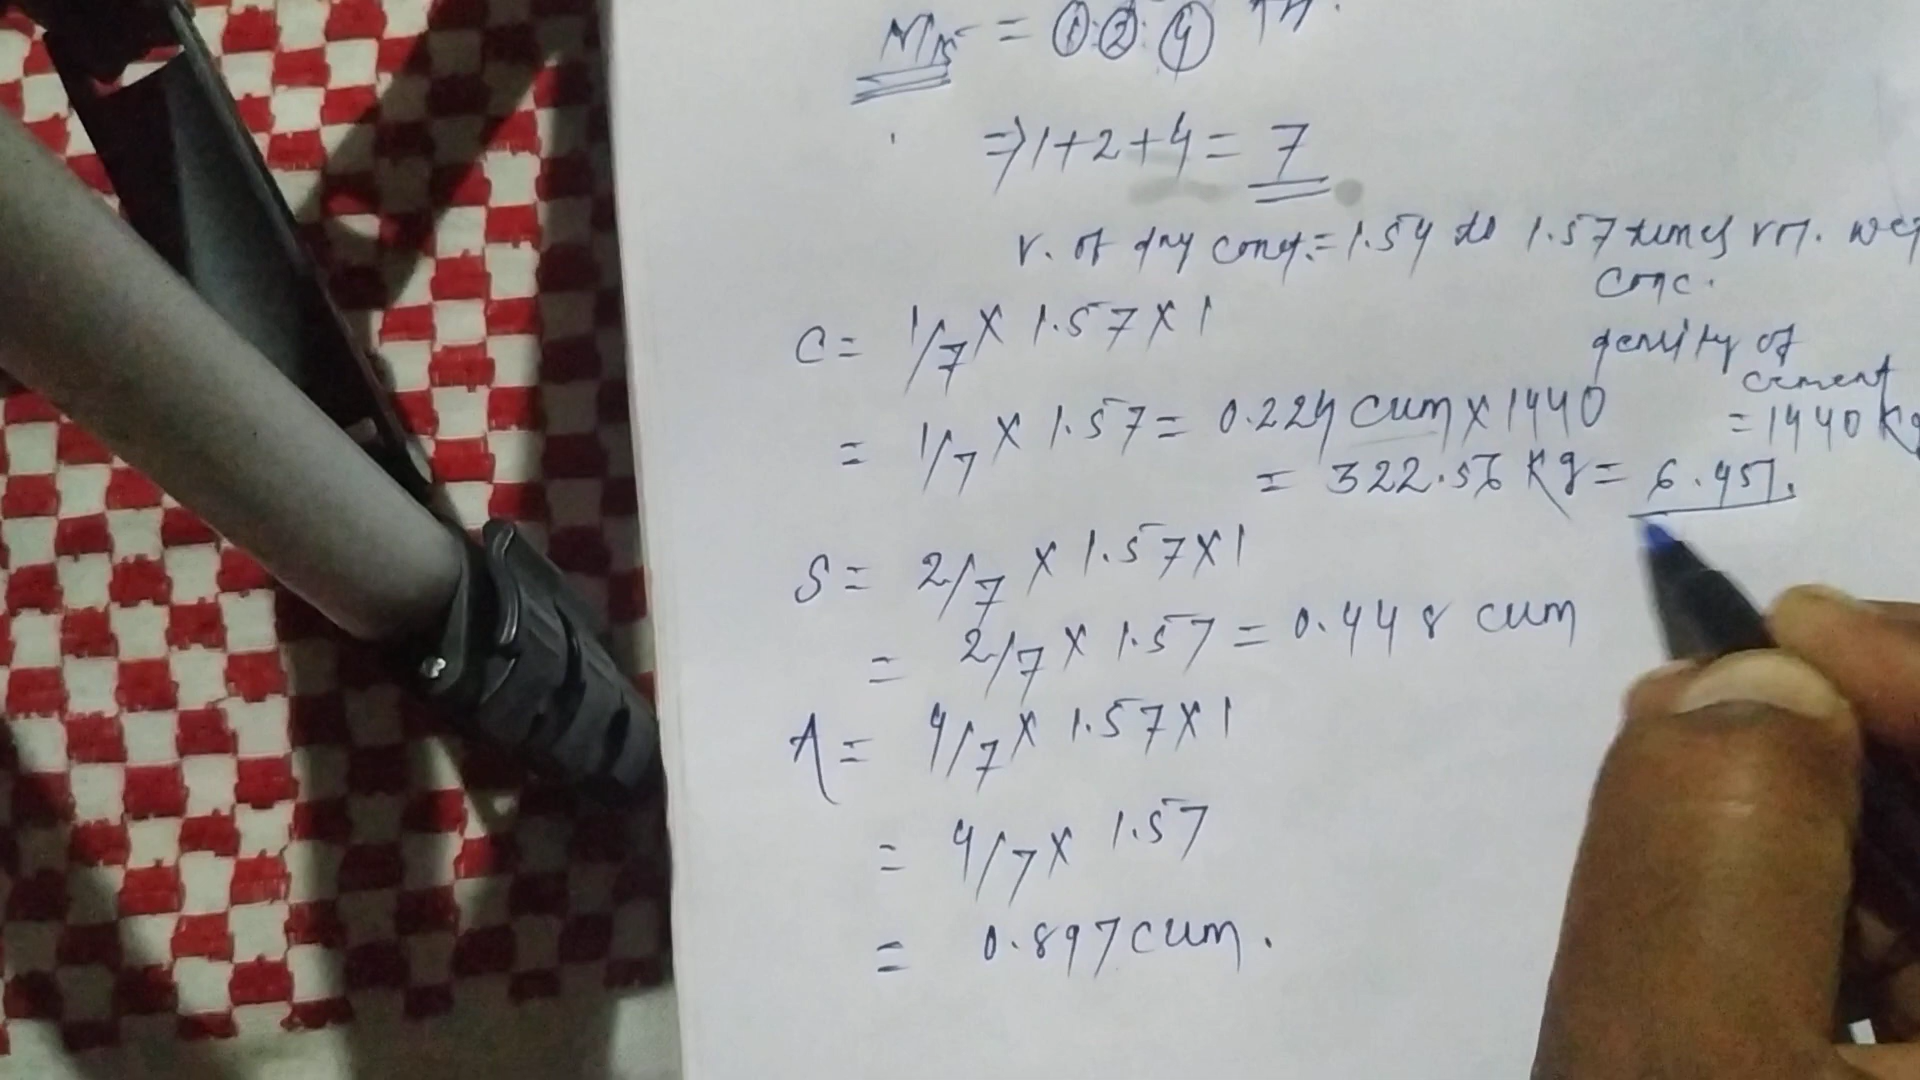 = ① : ② : ④
⇒ 1+2+4 = 7
V. of dry conc. = 1.54 to 1.57 times vol. wet
conc.
C = 1/7 × 1.57 × 1
density of
cement
= 1/7 × 1.57 = 0.224 cum × 1440
= 1440 Kg
= 322.56 Kg = 6.451.
S = 2/7 × 1.57 × 1
= 2/7 × 1.57 = 0.448 cum
A = 4/7 × 1.57 × 1
= 4/7 × 1.57
= 0.897 cum.